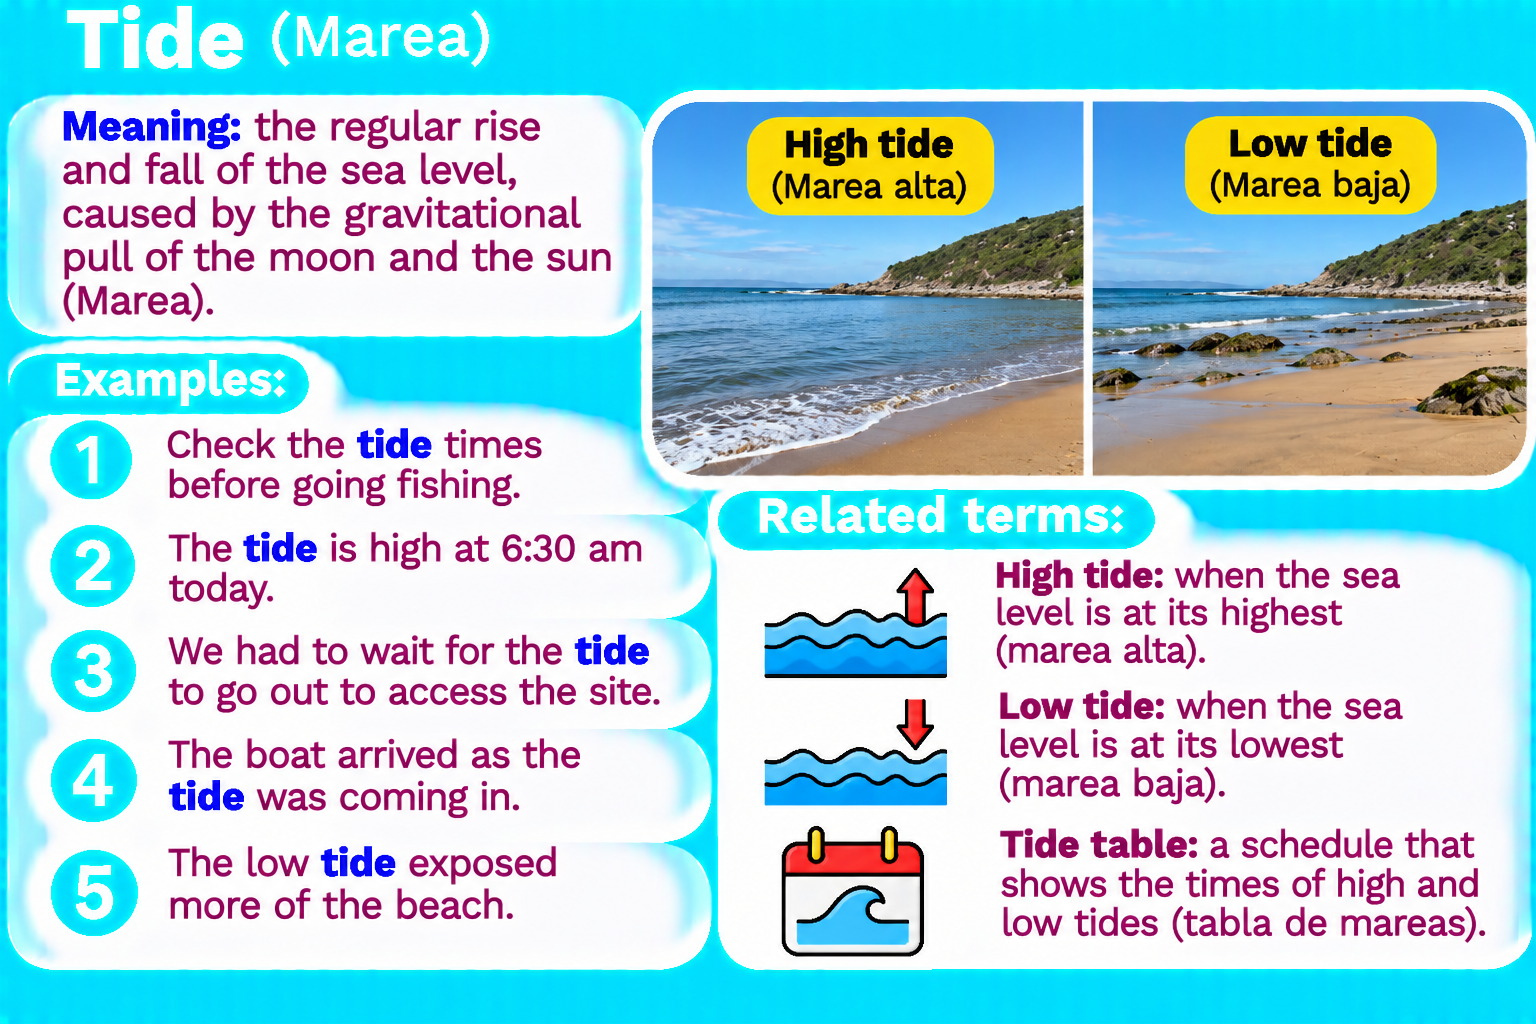 Tide (Marea)
Meaning: the regular rise
and fall of the sea level,
caused by the gravitational
pull of the moon and the sun
(Marea).
High tide
(Marea alta)
Low tide
(Marea baja)
Examples:
1 Check the tide times
before going fishing.
2 The tide is high at 6:30 am
today.
3 We had to wait for the tide
to go out to access the site.
4 The boat arrived as the
tide was coming in.
5 The low tide exposed
more of the beach.
Related terms:
High tide: when the sea
level is at its highest
(marea alta).
Low tide: when the sea
level is at its lowest
(marea baja).
Tide table: a schedule that
shows the times of high and
low tides (tabla de mareas).